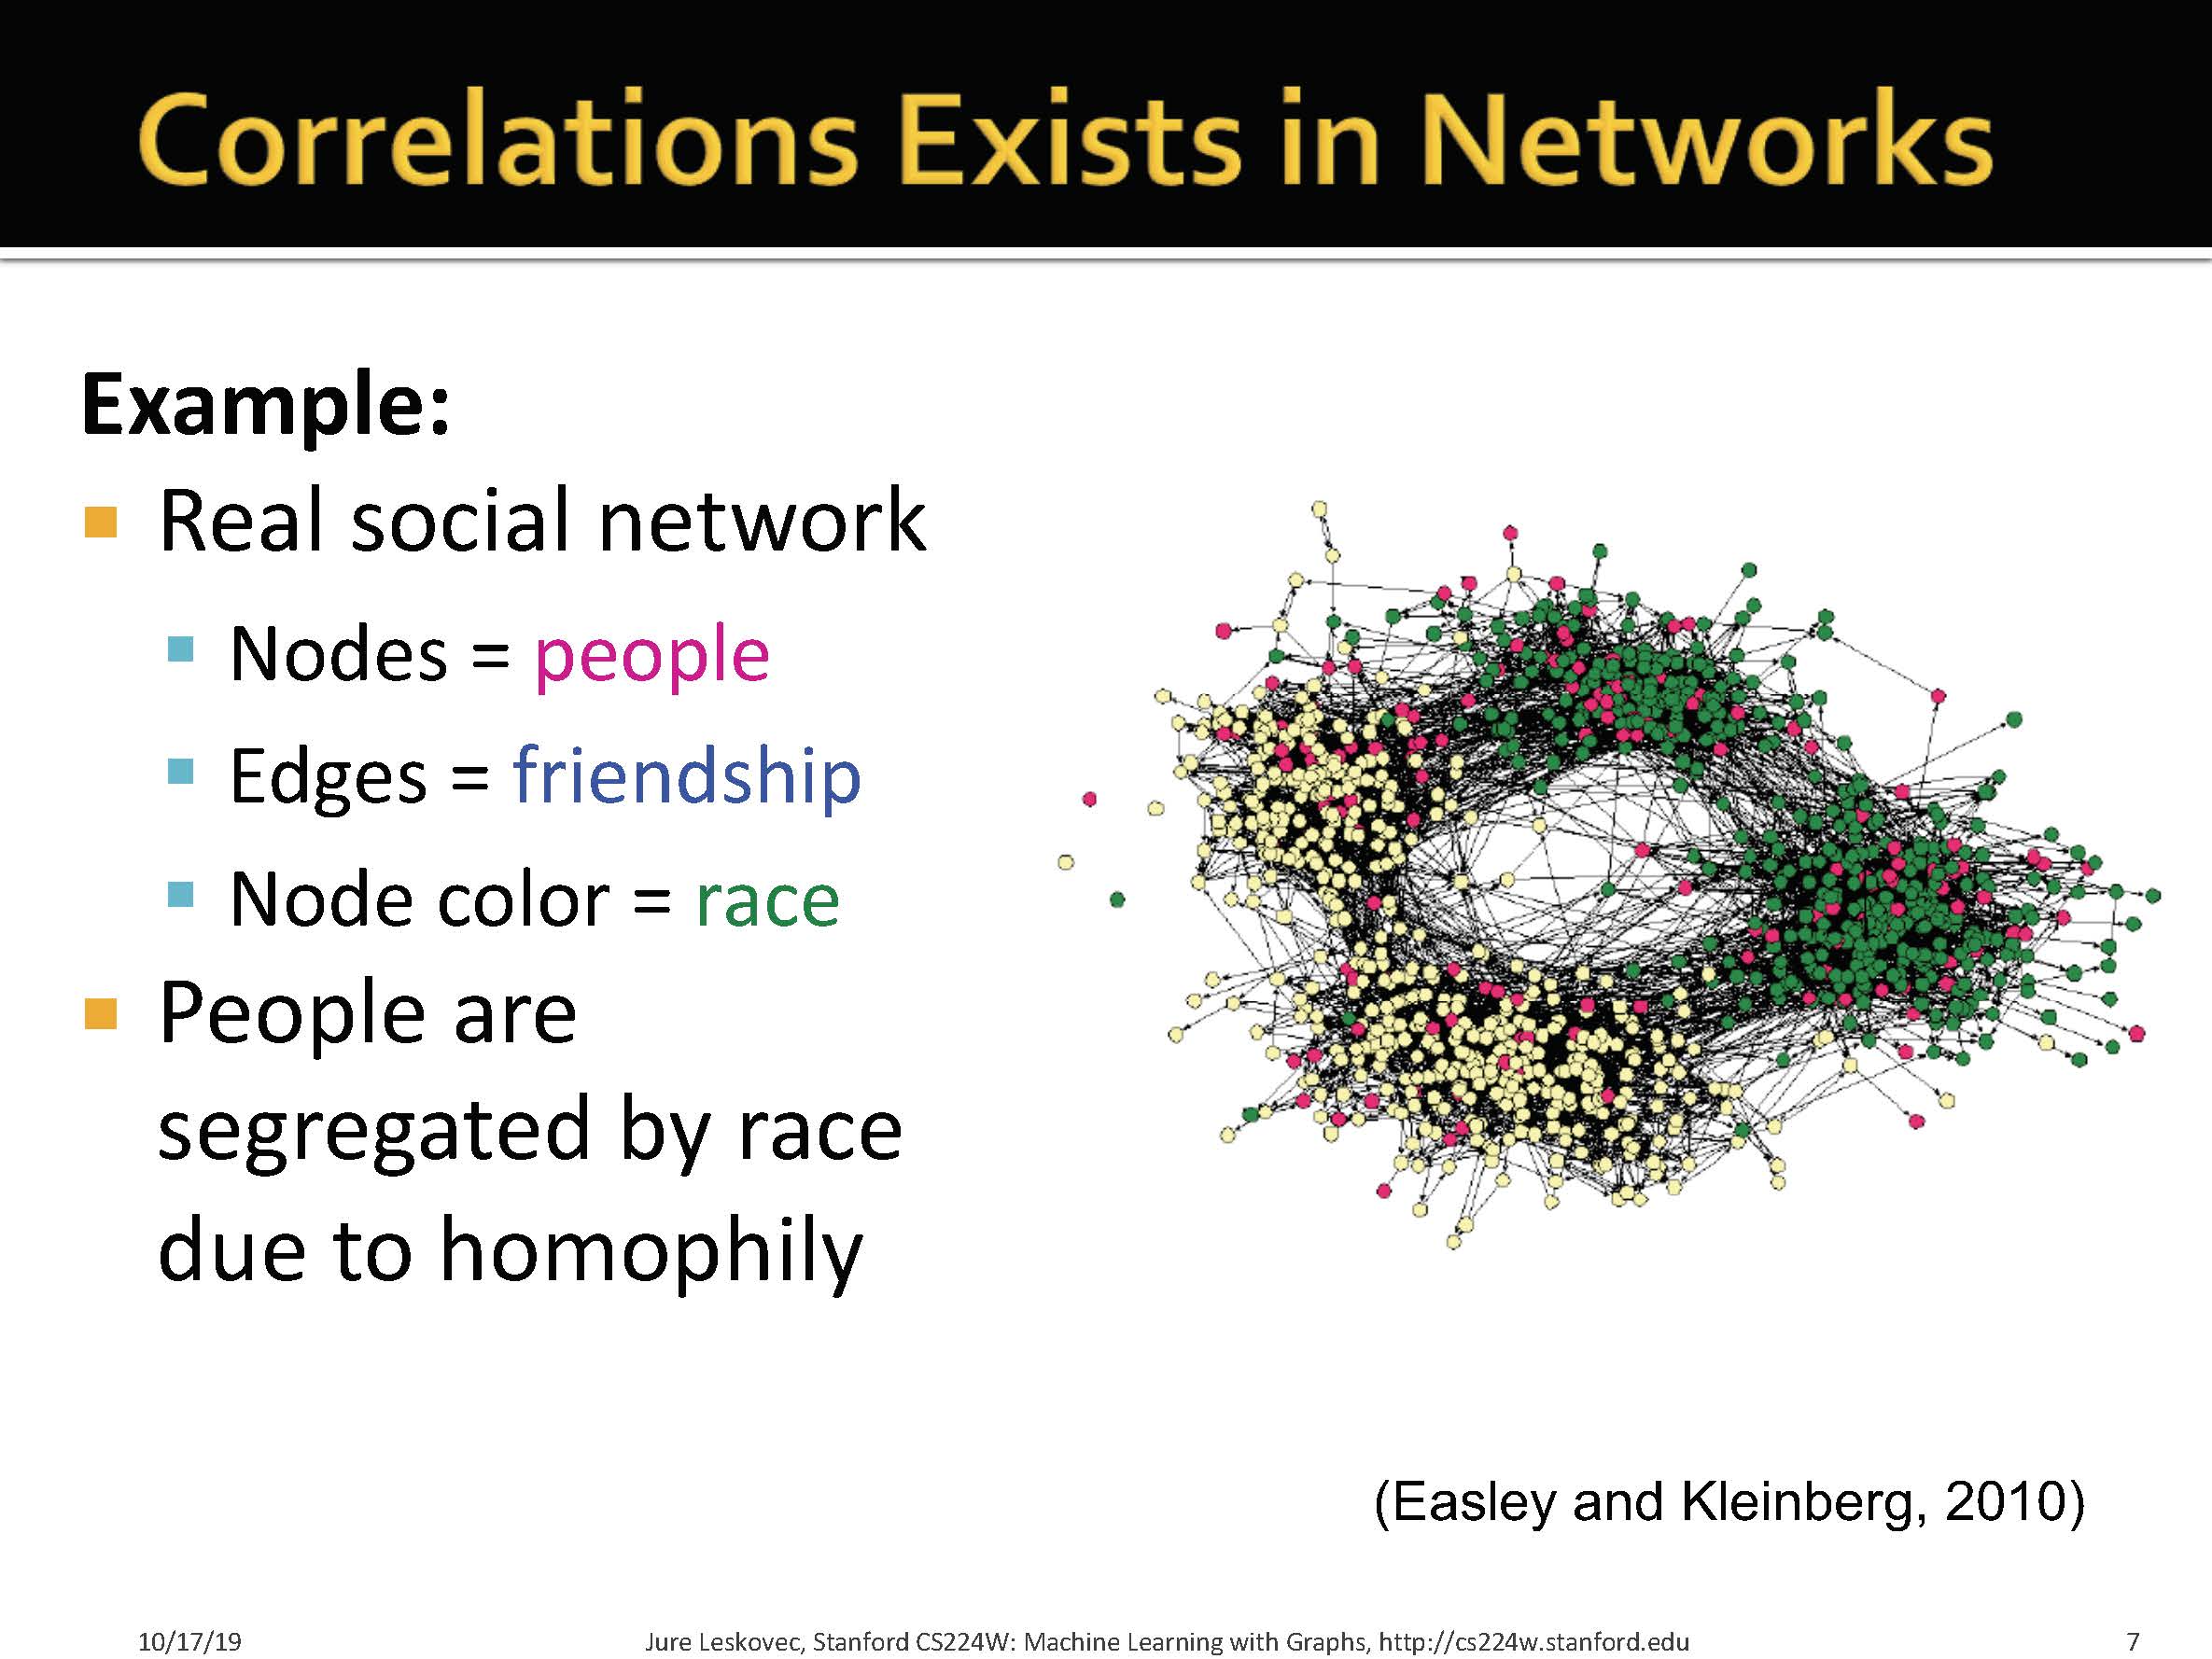 Correlations Exists in Networks
Example:
Real social network
Nodes = people
Edges = friendship
Node color = race
People are
segregated by race
due to homophily
(Easley and Kleinberg, 2010)
10/17/19
Jure Leskovec, Stanford CS224W: Machine Learning with Graphs, http://cs224w.stanford.edu
7